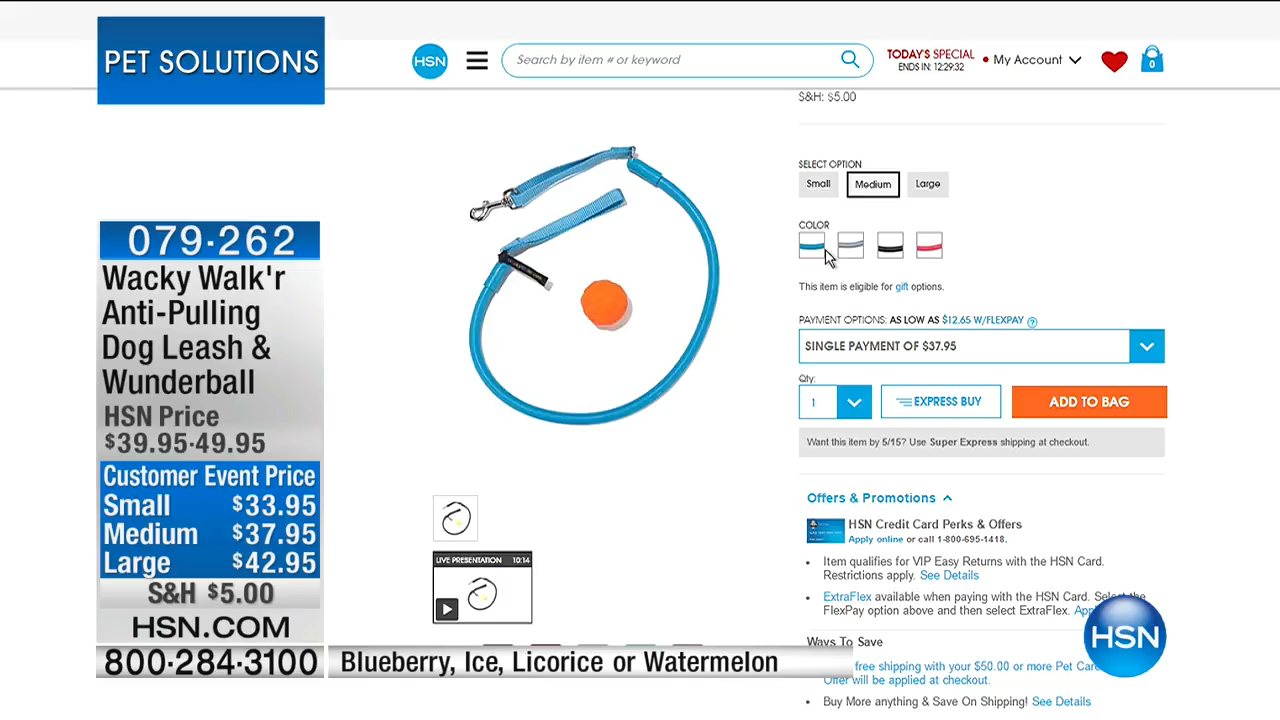 PET SOLUTIONS
HSN
Search by item # or keyword
TODAY'S SPECIAL
ENDS IN: 12:29:32
My Account
0
S&H: $5.00
SELECT OPTION
Small
Medium
Large
COLOR
This item is eligible for gift options.
PAYMENT OPTIONS: AS LOW AS $12.65 W/FLEXPAY ?
SINGLE PAYMENT OF $37.95
Qty:
1
EXPRESS BUY
ADD TO BAG
Want this item by 5/15? Use Super Express shipping at checkout.
Offers & Promotions
HSN Credit Card Perks & Offers
Apply online or call 1-800-695-1418.
• Item qualifies for VIP Easy Returns with the HSN Card.
Restrictions apply. See Details
• ExtraFlex available when paying with the HSN Card. Select the
FlexPay option above and then select ExtraFlex.
Ways To Save
free shipping with your $50.00 or more Pet
Offer will be applied at checkout.
• Buy More anything & Save On Shipping! See Details
LIVE PRESENTATION 10:14
079·262
Wacky Walk'r
Anti-Pulling
Dog Leash &
Wunderball
HSN Price
$39.95-49.95
Customer Event Price
Small $33.95
Medium $37.95
Large $42.95
S&H $5.00
HSN.COM
800·284·3100
Blueberry, Ice, Licorice or Watermelon
HSN